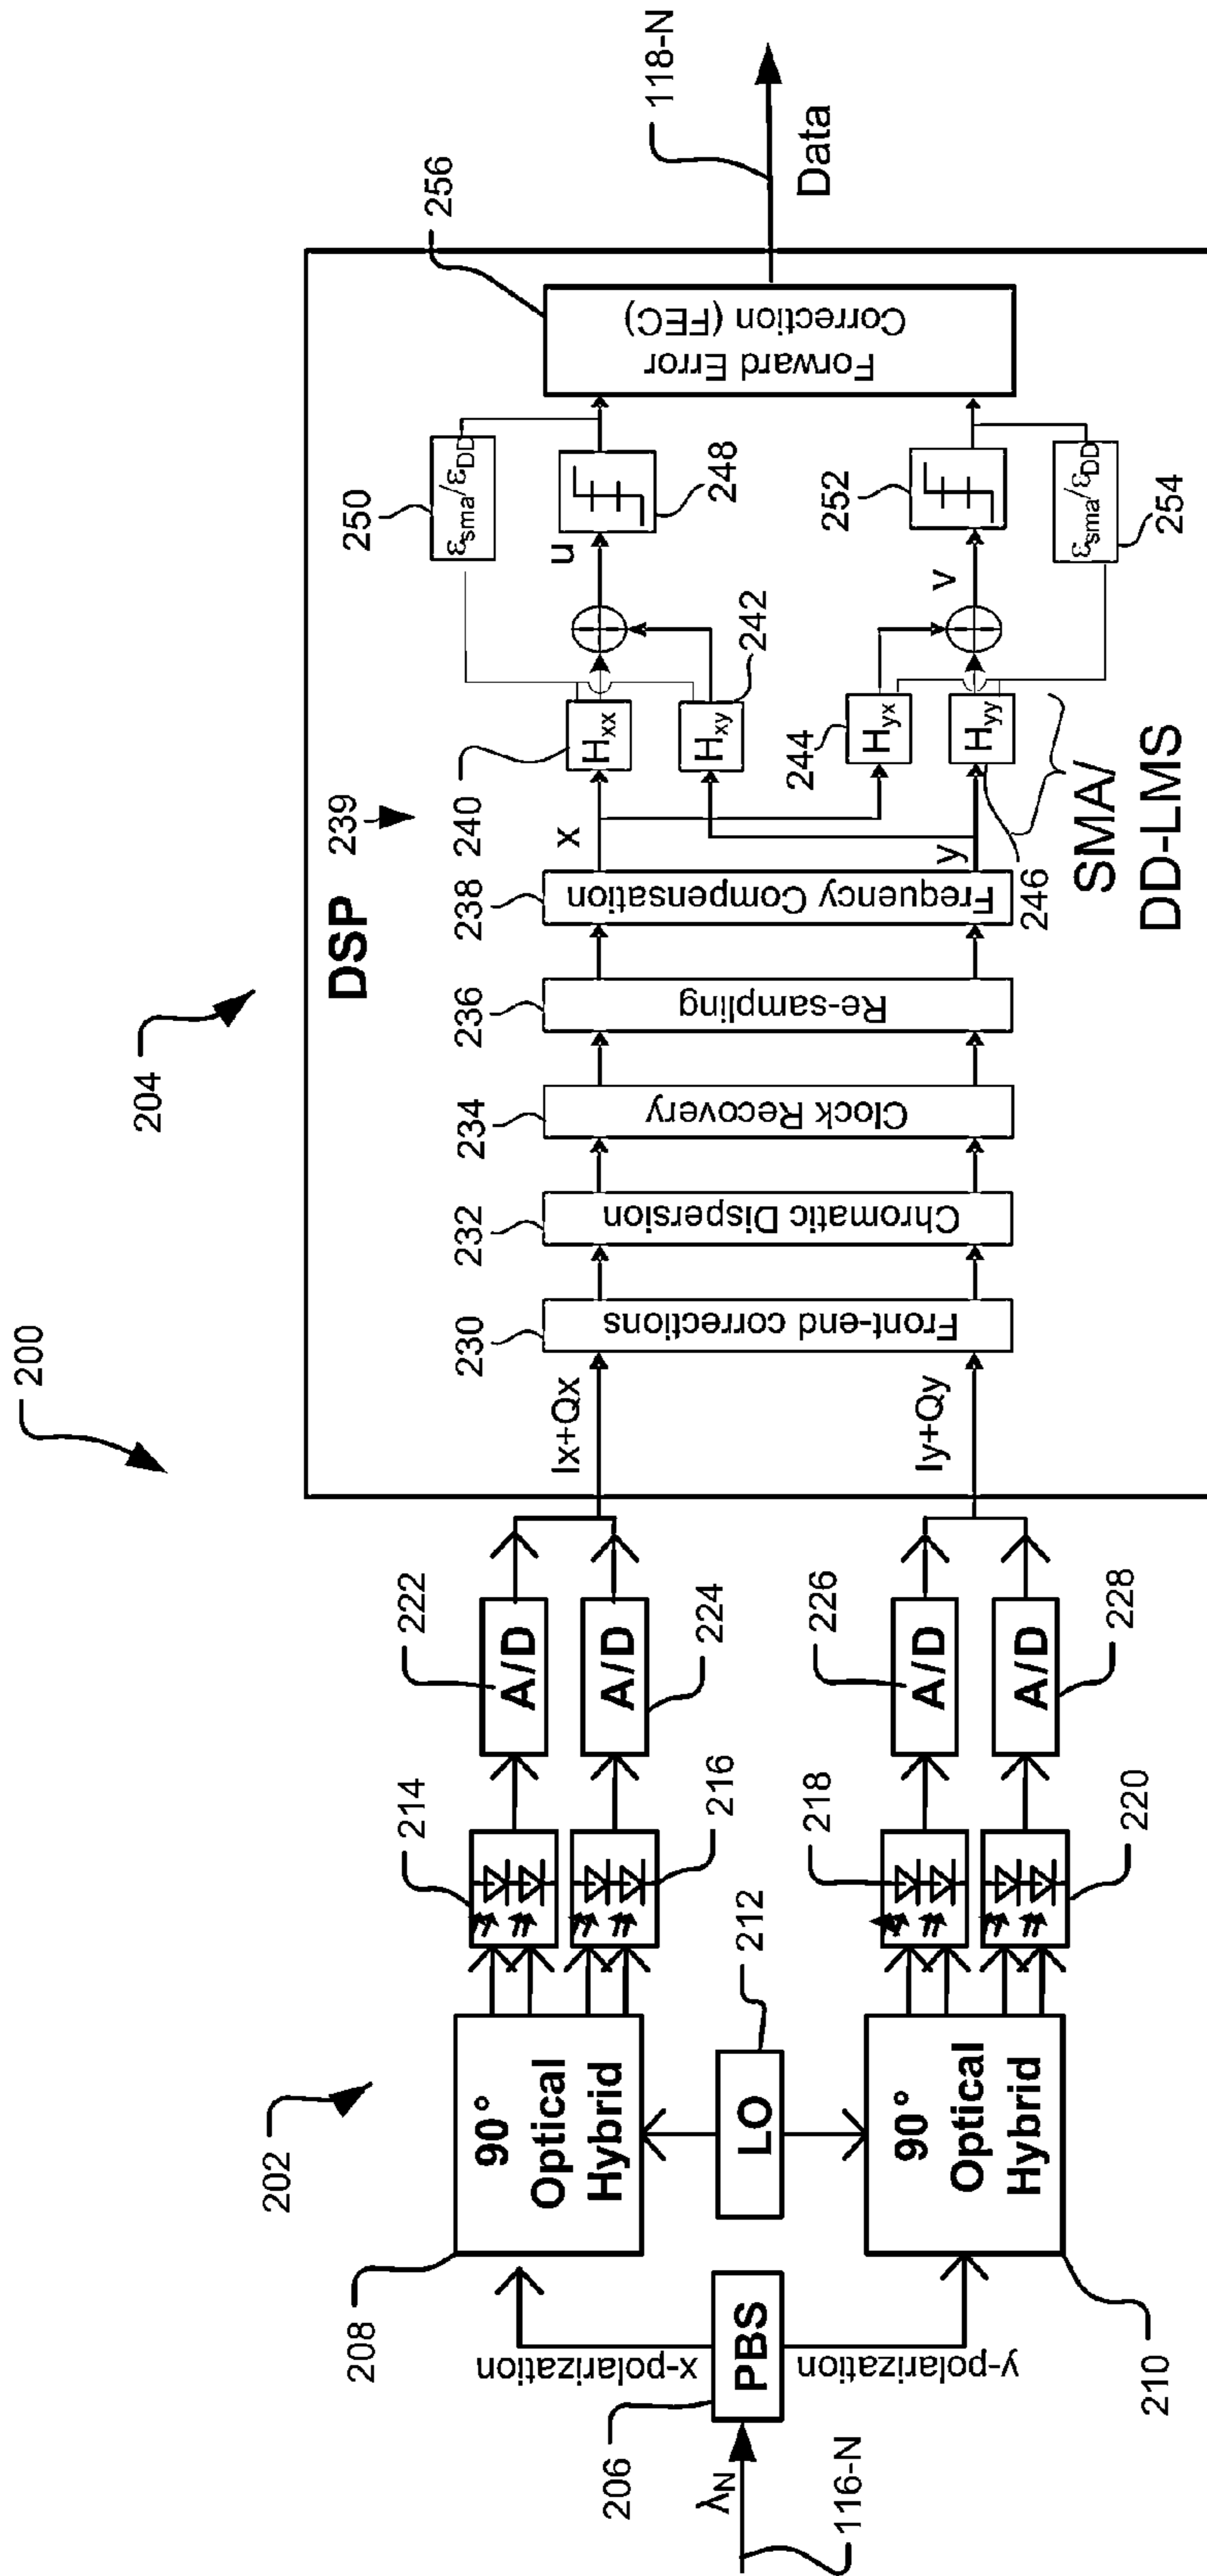 200
202
204
208
206
116-N
λN
PBS
x-polarization
y-polarization
210
90°
Optical
Hybrid
LO
212
90°
Optical
Hybrid
214
216
218
220
222
A/D
A/D
224
226
A/D
A/D
228
Ix+Qx
Iy+Qy
DSP
239
230
Front-end corrections
232
Chromatic Dispersion
234
Clock Recovery
236
Re-sampling
238
Frequency Compensation
x
y
240
Hxx
Hxy
242
244
Hyx
Hyy
246
SMA/
DD-LMS
u
v
250
εsma/εDD
248
252
εsma/εDD
254
256
Forward Error
Correction (FEC)
118-N
Data